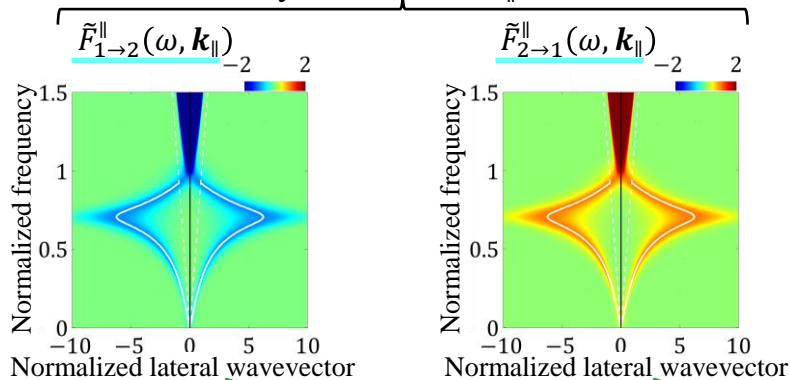 F̃∥1→2(ω, k∥)
F̃∥2→1(ω, k∥)
−2 2
−2 2
Normalized frequency
1.5
1
0.5
0
−10 −5 0 5 10
Normalized lateral wavevector
Normalized frequency
1.5
1
0.5
0
−10 −5 0 5 10
Normalized lateral wavevector